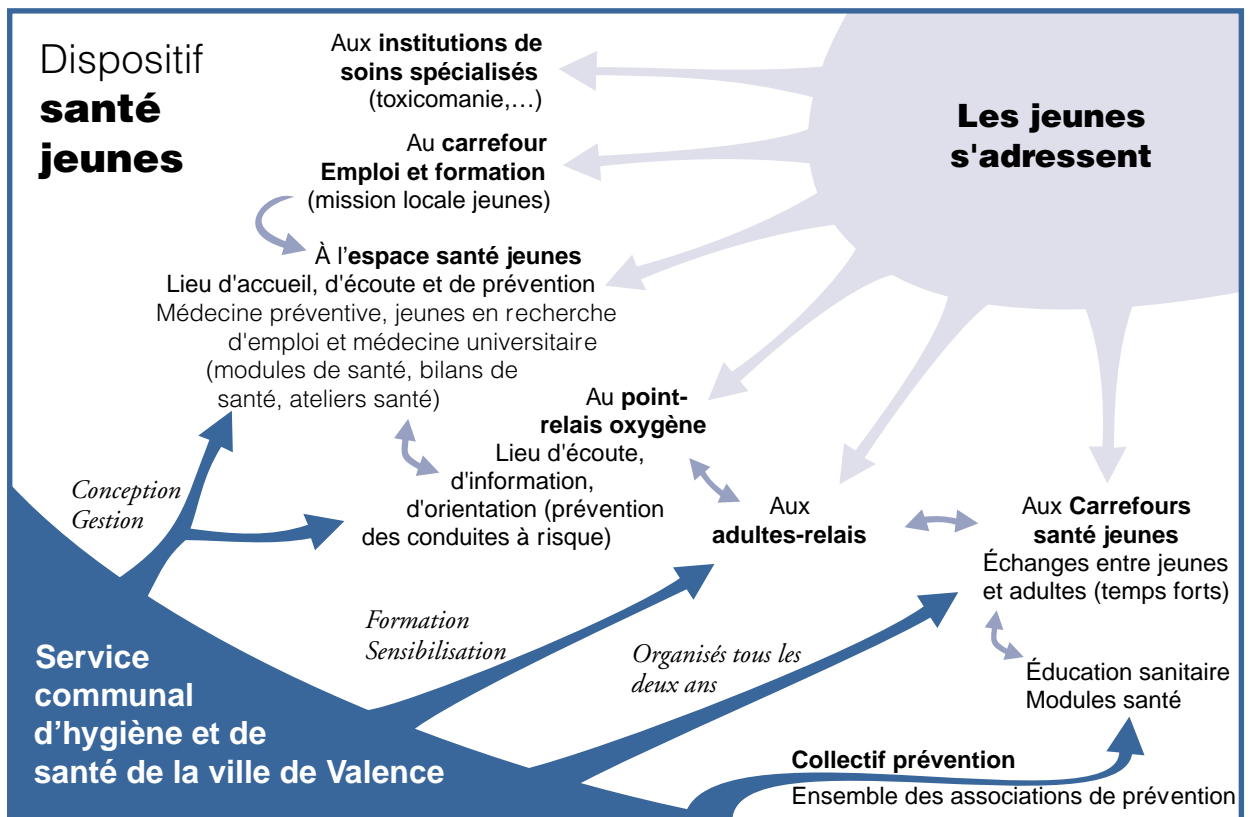 Dispositif
santé
jeunes
Aux institutions de
soins spécialisés
(toxicomanie,…)
Les jeunes
s'adressent
Au carrefour
Emploi et formation
(mission locale jeunes)
À l'espace santé jeunes
Lieu d'accueil, d'écoute et de prévention
Médecine préventive, jeunes en recherche
d'emploi et médecine universitaire
(modules de santé, bilans de
santé, ateliers santé)
Au point-
relais oxygène
Lieu d'écoute,
d'information,
d'orientation (prévention
des conduites à risque)
Conception
Gestion
Aux
adultes-relais
Aux Carrefours
santé jeunes
Échanges entre jeunes
et adultes (temps forts)
Formation
Sensibilisation
Organisés tous les
deux ans
Éducation sanitaire
Modules santé
Service
communal
d’hygiène et de
santé de la ville de Valence
Collectif prévention
Ensemble des associations de prévention